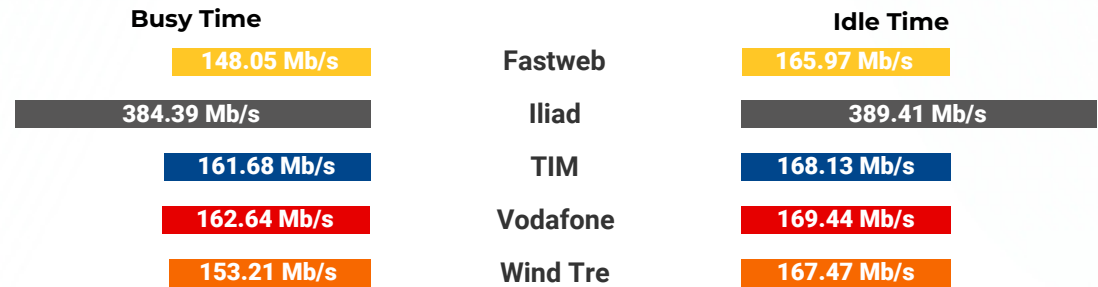 Busy Time Idle Time
148.05 Mb/s Fastweb 165.97 Mb/s
384.39 Mb/s Iliad 389.41 Mb/s
161.68 Mb/s TIM 168.13 Mb/s
162.64 Mb/s Vodafone 169.44 Mb/s
153.21 Mb/s Wind Tre 167.47 Mb/s